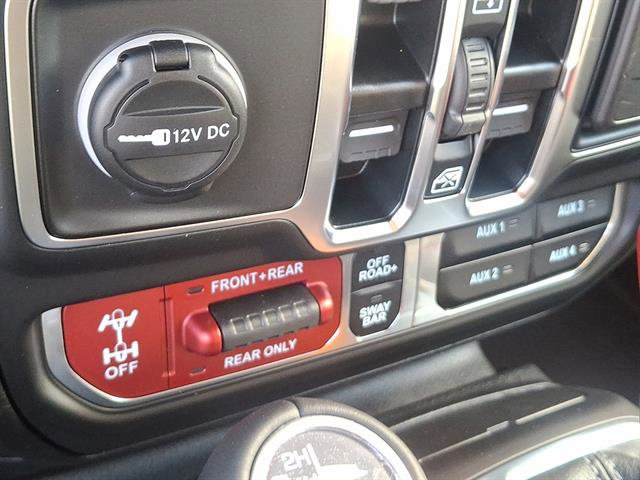 12V DC
FRONT+REAR
OFF
REAR ONLY
OFF
ROAD+
SWAY
BAR
AUX 1
AUX 3
AUX 2
AUX 4
2H